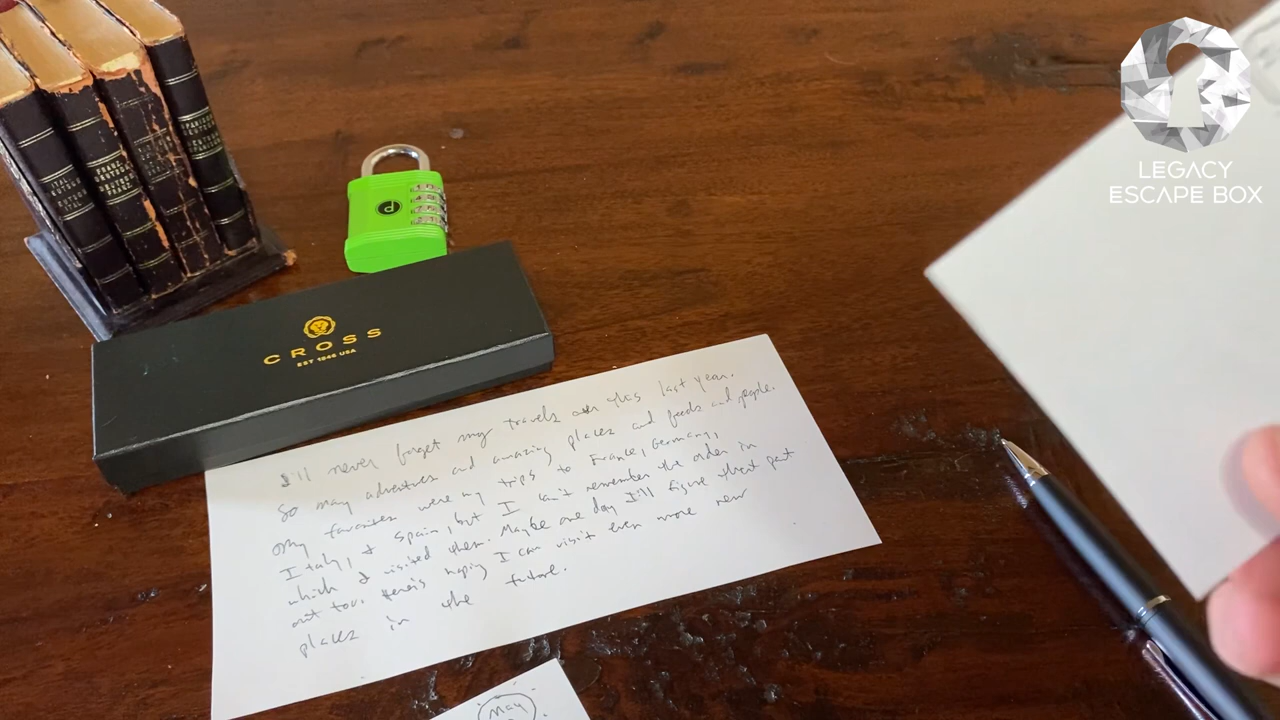 LEGACY
ESCAPE BOX
CROSS
EST 1846 USA
I'll never forget my travels this last year.
So many adventures and amazing places and foods and people.
my favorites were my trips to France, Germany,
Italy, & Spain, but I can't remember the order in
which I visited them. Maybe one day I'll figure that part
out too. Here's hoping I can visit even more new
places in the future.
May